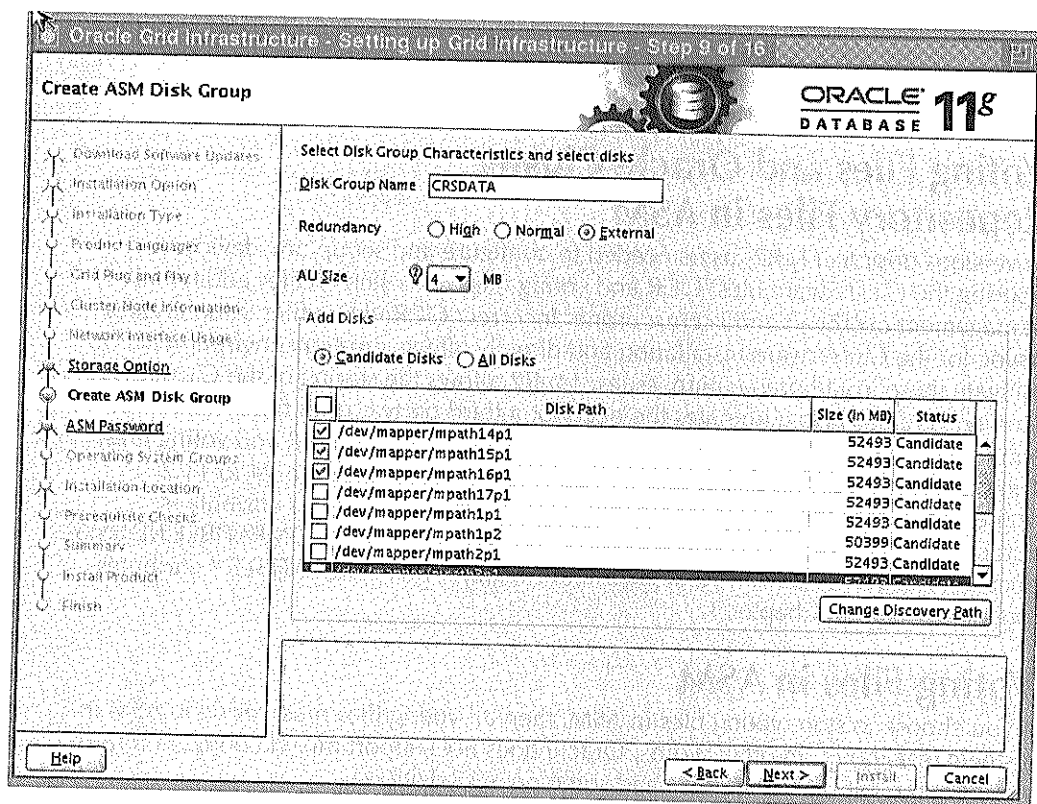 Oracle Grid Infrastructure - Setting up Grid Infrastructure - Step 9 of 16
Create ASM Disk Group
ORACLE 11g
DATABASE
Download Software Updates
Installation Option
Installation Type
Product Languages
Grid Plug and Play
Cluster Node Information
Network Interface Usage
Storage Option
Create ASM Disk Group
ASM Password
Operating System Groups
Installation Location
Prerequisite Checks
Summary
Install Product
Finish
Select Disk Group Characteristics and select disks
Disk Group Name CRSDATA
Redundancy High Normal External
AU Size 4 MB
Add Disks
Candidate Disks All Disks
Disk Path Size (in MB) Status
/dev/mapper/mpath14p1 52493 Candidate
/dev/mapper/mpath15p1 52493 Candidate
/dev/mapper/mpath16p1 52493 Candidate
/dev/mapper/mpath17p1 52493 Candidate
/dev/mapper/mpath1p1 52493 Candidate
/dev/mapper/mpath1p2 50399 Candidate
/dev/mapper/mpath2p1 52493 Candidate
Change Discovery Path
Help < Back Next > Install Cancel